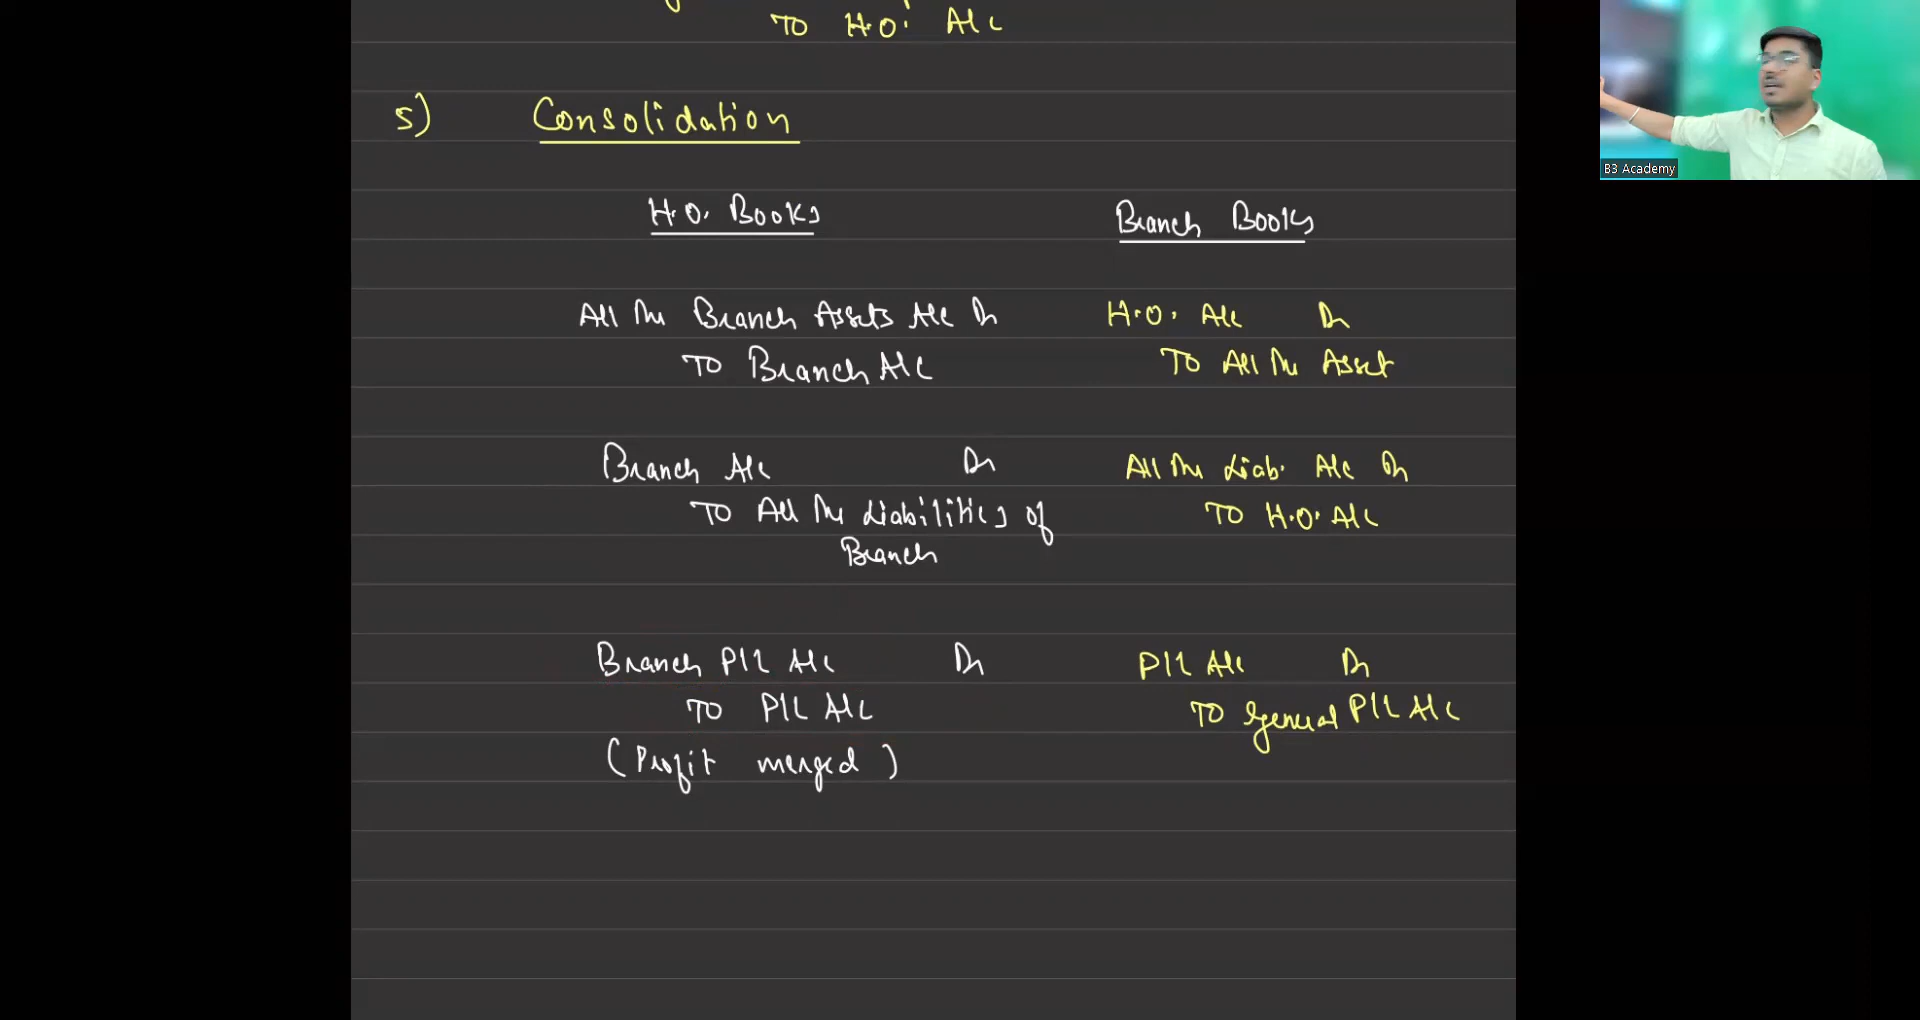 To H.O. A/c
B3 Academy
5) Consolidation
H.O. Books
Branch Books
All the Branch Assets A/c Dr
To Branch A/c
H.O. A/c Dr
To All the Asset
Branch A/c Dr
To All the Liabilities of
Branch
All the Liab. A/c Dr
To H.O. A/c
Branch P/L A/c Dr
To P/L A/c
(Profit merged)
P/L A/c Dr
To General P/L A/c